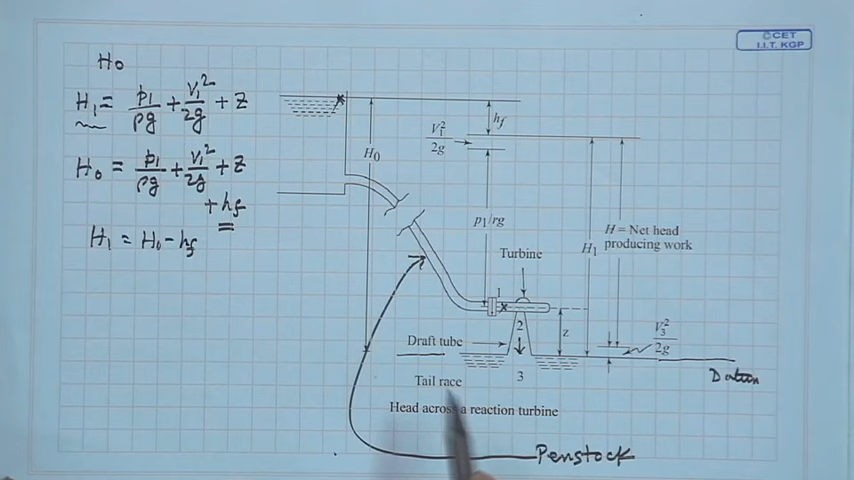 ©CET
I.I.T. KGP
H₀
H₁ = p₁/ρg + V₁²/2g + z
H₀ = p₁/ρg + V₁²/2g + z
+ hf
H₁ = H₀ - hf
hf
V₁²/2g
H₀
p₁/rg
H = Net head
producing work
H₁
Turbine
1
2
z
V₃²/2g
Draft tube
3
Datum
Tail race
Head across a reaction turbine
Penstock